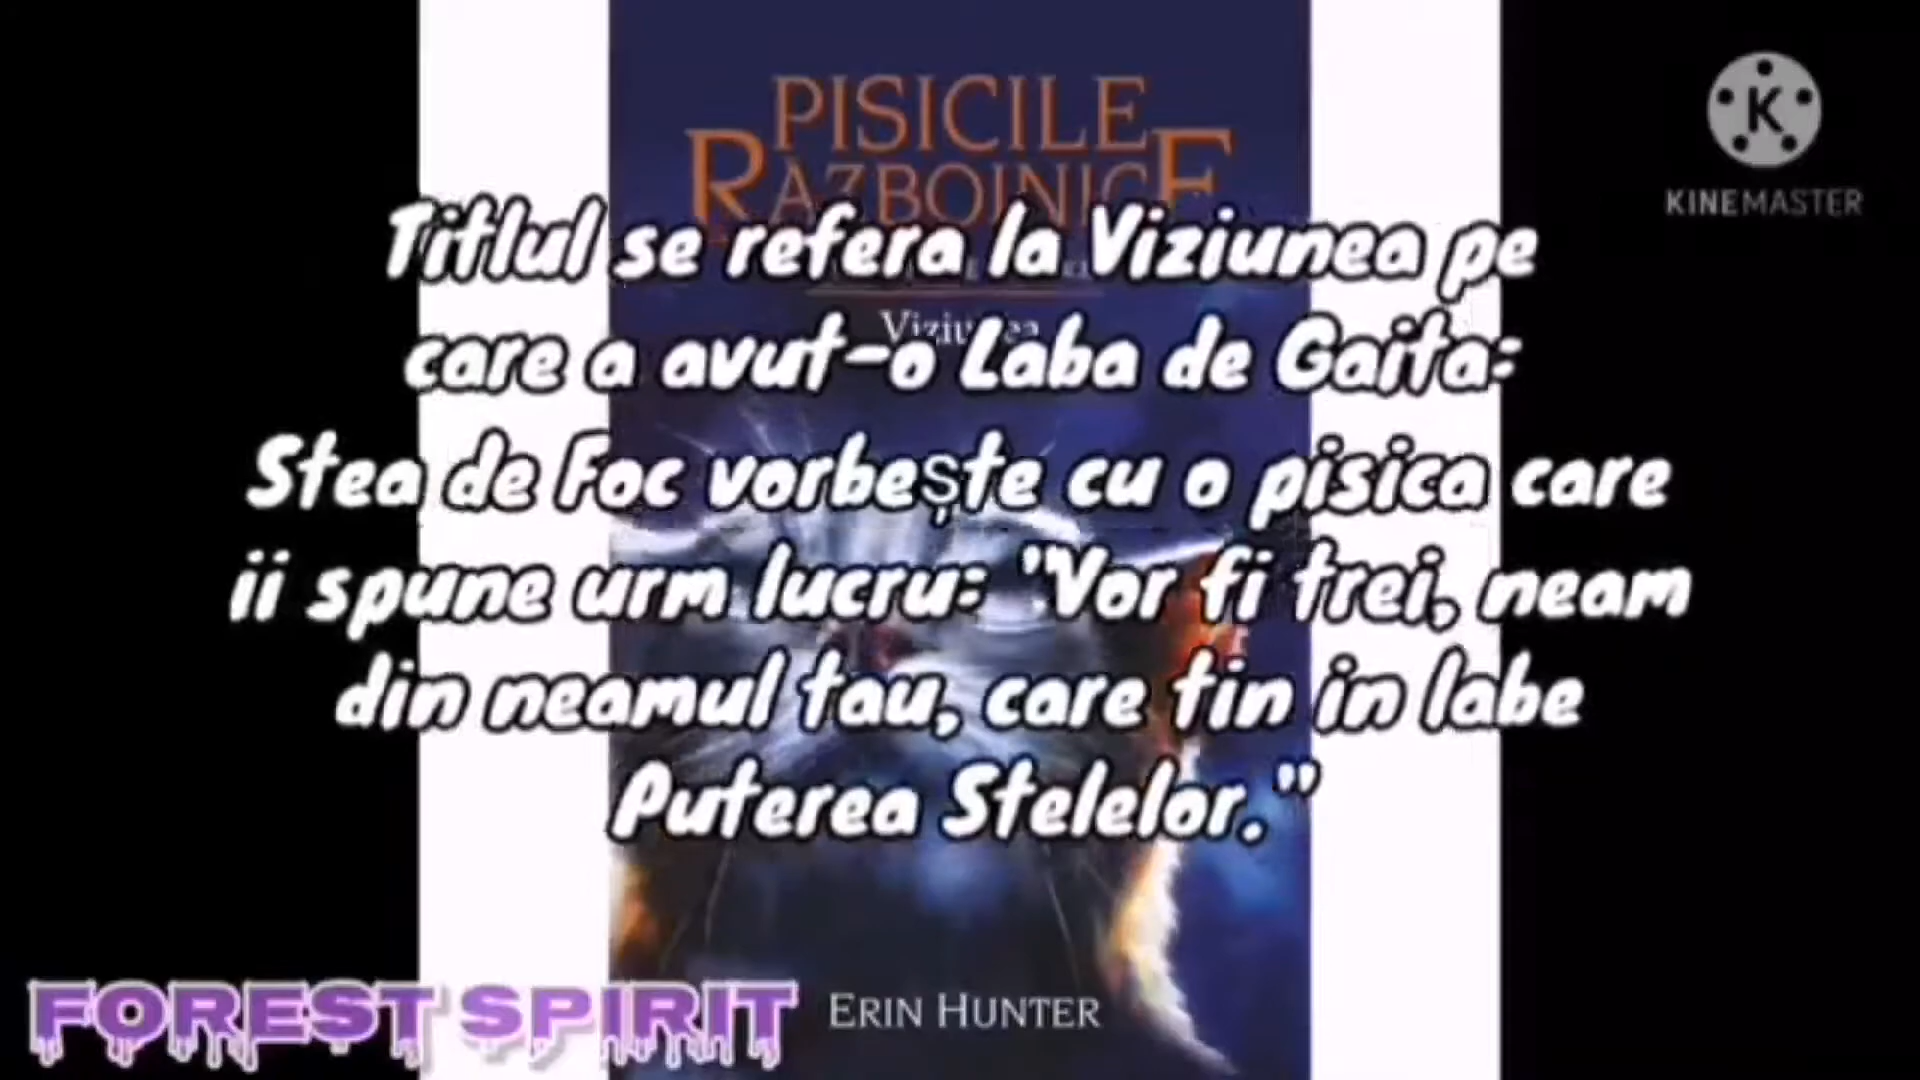 PISICILE
RĂZBOINICE
KINEMASTER
Titlul se refera la Viziunea pe
care a avut-o Laba de Gaita:
Stea de Foc vorbește cu o pisica care
ii spune urm lucru: "Vor fi trei, neam
din neamul tau, care tin in labe
Puterea Stelelor."
FOREST SPIRIT
ERIN HUNTER